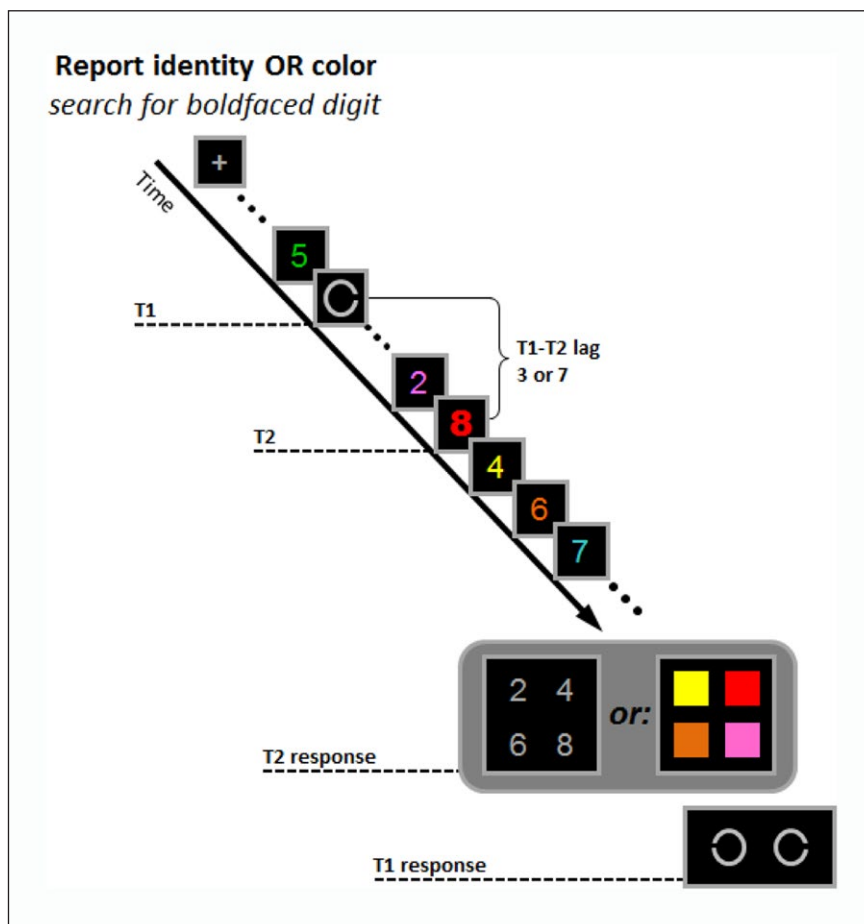 Report identity OR color
search for boldfaced digit
+
Time
5
T1
T1-T2 lag
3 or 7
2
8
T2
4
6
7
2 4
or:
6 8
T2 response
T1 response